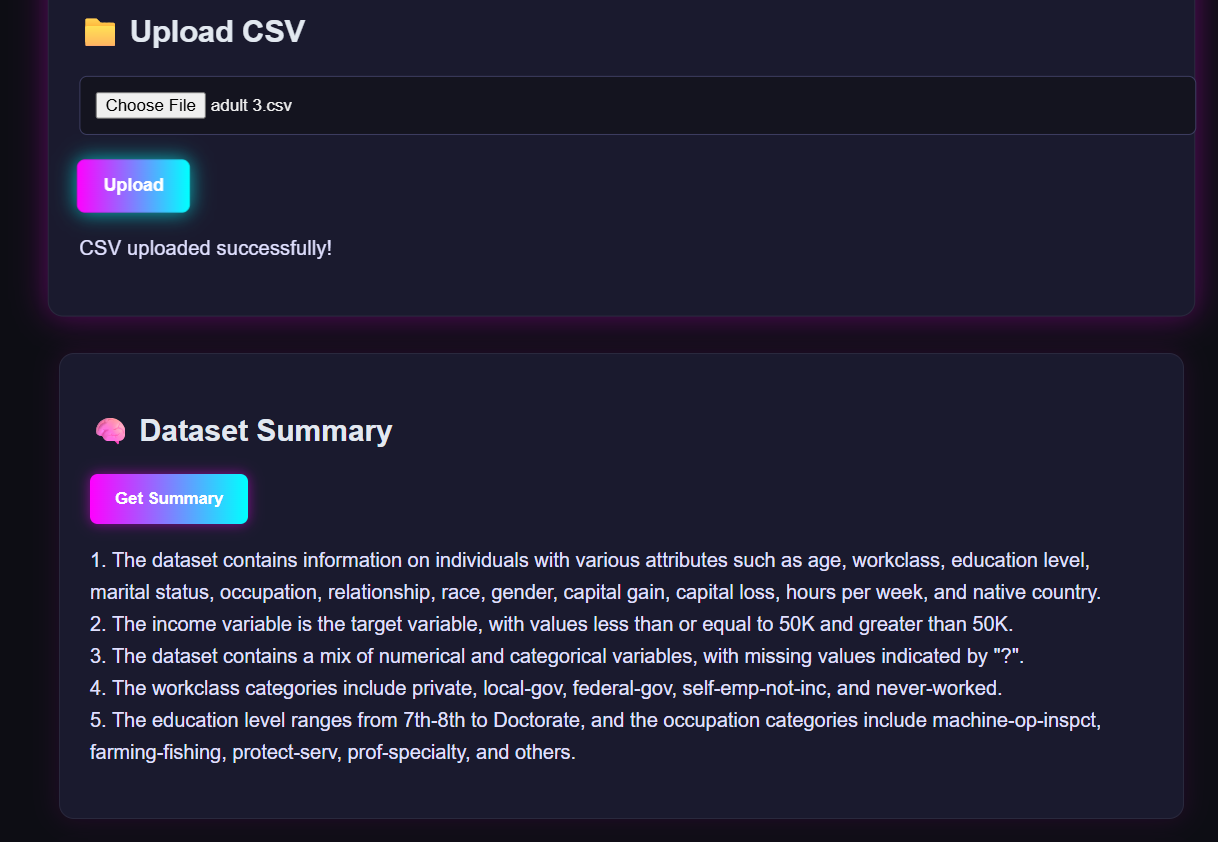 Upload CSV
Choose File adult 3.csv
Upload
CSV uploaded successfully!
Dataset Summary
Get Summary
1. The dataset contains information on individuals with various attributes such as age, workclass, education level,
marital status, occupation, relationship, race, gender, capital gain, capital loss, hours per week, and native country.
2. The income variable is the target variable, with values less than or equal to 50K and greater than 50K.
3. The dataset contains a mix of numerical and categorical variables, with missing values indicated by "?".
4. The workclass categories include private, local-gov, federal-gov, self-emp-not-inc, and never-worked.
5. The education level ranges from 7th-8th to Doctorate, and the occupation categories include machine-op-inspct,
farming-fishing, protect-serv, prof-specialty, and others.